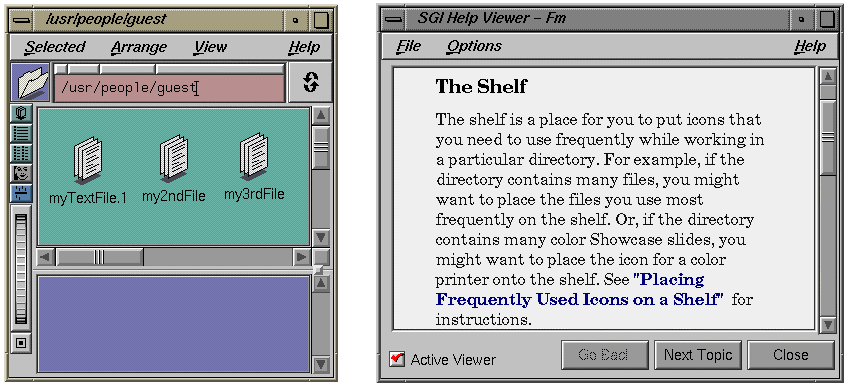 /usr/people/guest
Selected Arrange View Help
/usr/people/guest
myTextFile.1 my2ndFile my3rdFile
SGI Help Viewer – Fm
File Options Help
The Shelf
The shelf is a place for you to put icons that
you need to use frequently while working in
a particular directory. For example, if the
directory contains many files, you might
want to place the files you use most
frequently on the shelf. Or, if the directory
contains many color Showcase slides, you
might want to place the icon for a color
printer onto the shelf. See "Placing
Frequently Used Icons on a Shelf" for
instructions.
Active Viewer Go Back Next Topic Close